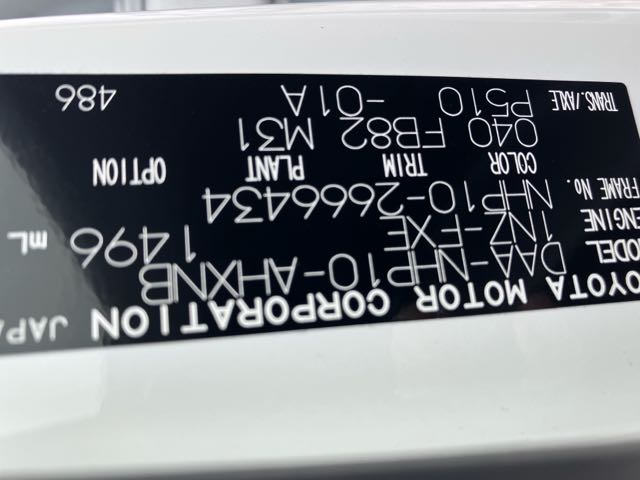 TOYOTA MOTOR CORPORATION JAPA
MODEL DAA-NHP10-AHXNB
ENGINE 1NZ-FXE 1496 mL
FRAME No. NHP10-2666434
COLOR TRIM PLANT OPTION
040 FB82 M31
TRANS./AXLE P510 -01A
486